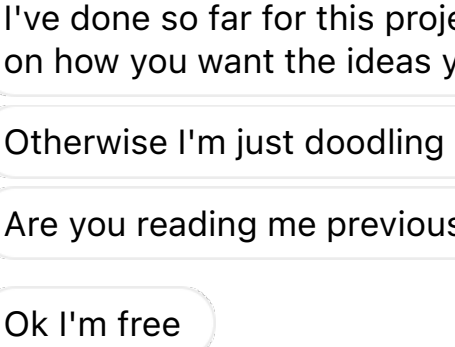 I've done so far for this proj
on how you want the ideas y
Otherwise I'm just doodling
Are you reading me previous
Ok I'm free